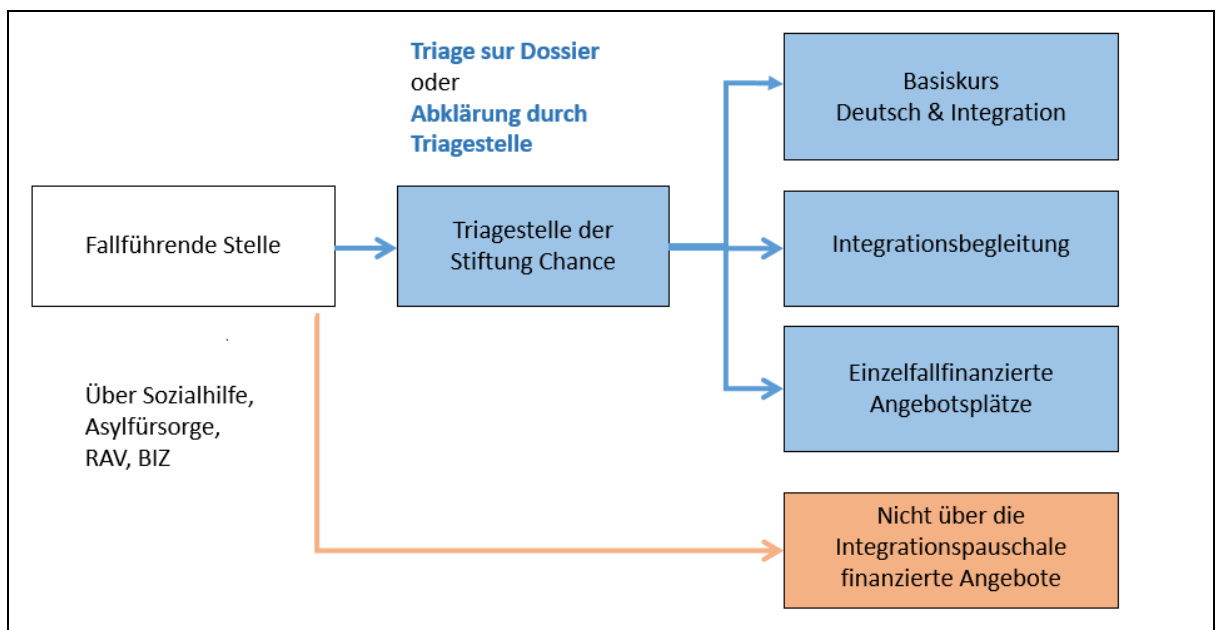 Triage sur Dossier
oder
Abklärung durch
Triagestelle
Basiskurs
Deutsch & Integration
Fallführende Stelle
Triagestelle der
Stiftung Chance
Integrationsbegleitung
Über Sozialhilfe,
Asylfürsorge,
RAV, BIZ
Einzelfallfinanzierte
Angebotsplätze
Nicht über die
Integrationspauschale
finanzierte Angebote